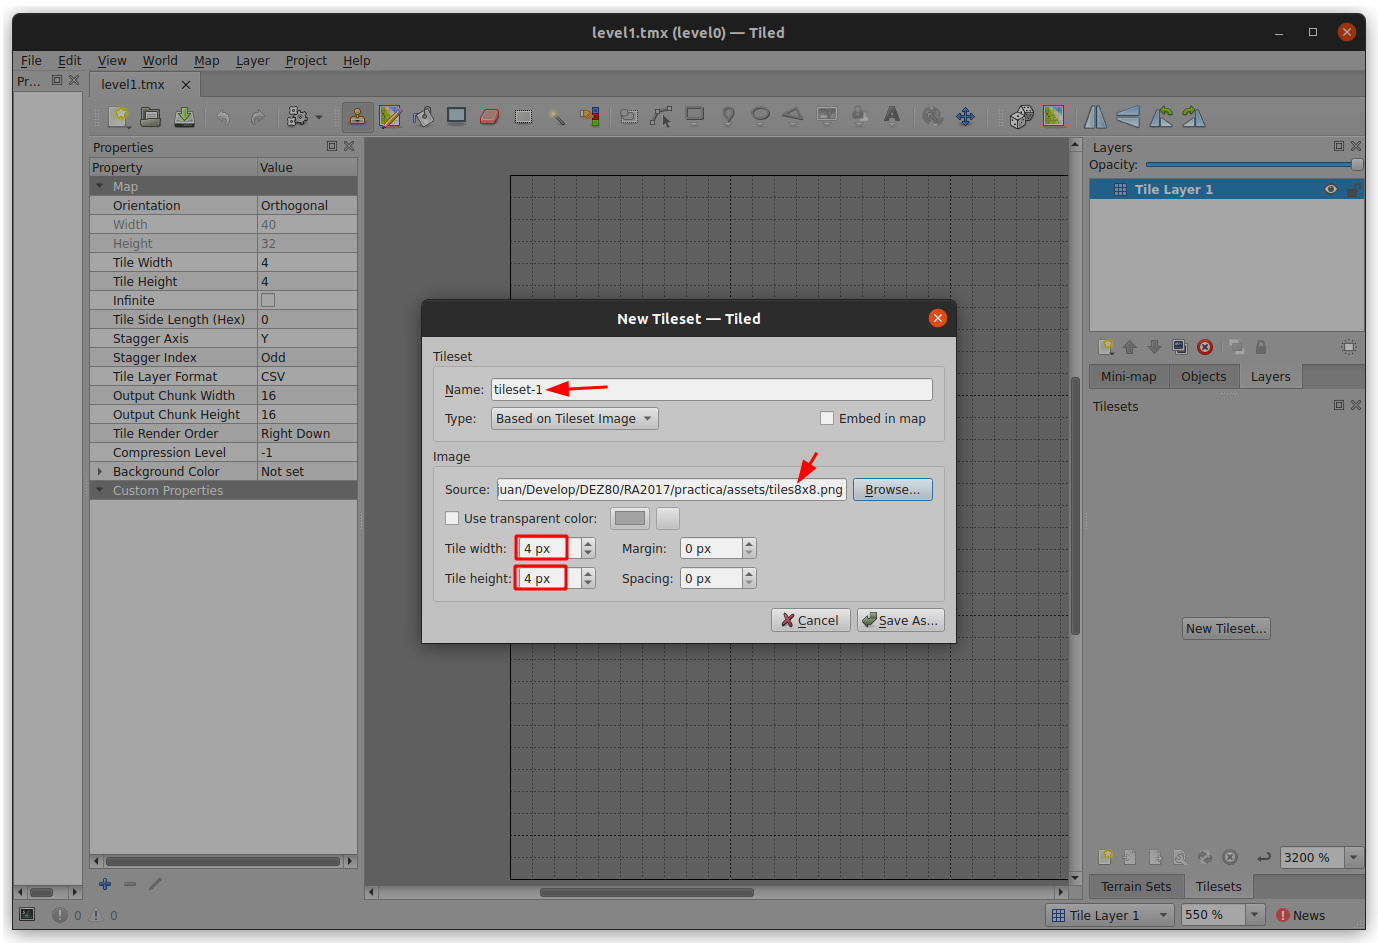 level1.tmx (level0) — Tiled
File Edit View World Map Layer Project Help
Pr...
level1.tmx
Properties
Property Value
Map
Orientation Orthogonal
Width 40
Height 32
Tile Width 4
Tile Height 4
Infinite
Tile Side Length (Hex) 0
Stagger Axis Y
Stagger Index Odd
Tile Layer Format CSV
Output Chunk Width 16
Output Chunk Height 16
Tile Render Order Right Down
Compression Level -1
Background Color Not set
Custom Properties
New Tileset — Tiled
Tileset
Name: tileset-1
Type: Based on Tileset Image Embed in map
Image
Source: juan/Develop/DEZ80/RA2017/practica/assets/tiles8x8.png Browse...
Use transparent color:
Tile width: 4 px Margin: 0 px
Tile height: 4 px Spacing: 0 px
Cancel Save As...
Layers
Opacity:
Tile Layer 1
Mini-map Objects Layers
Tilesets
New Tileset...
3200 %
Terrain Sets Tilesets
0 0
Tile Layer 1 550 % News